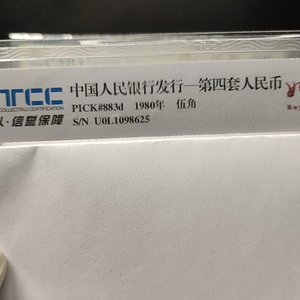 NTCC
COLLECTING CERTIFICATION
信誉保障
中国人民银行发行—第四套人民币
PICK#883d 1980年 伍角
S/N U0L1098625